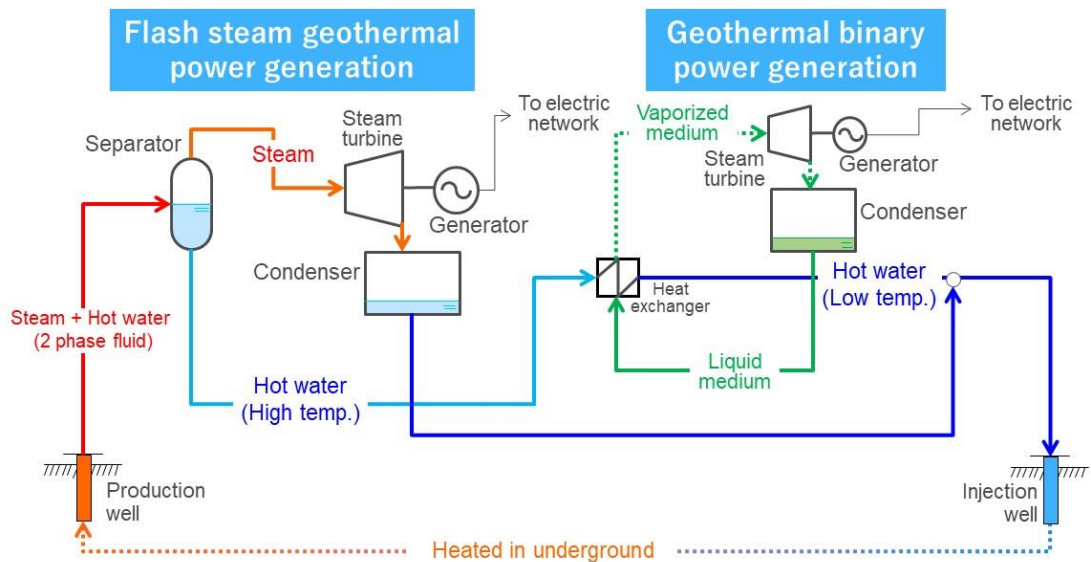 Flash steam geothermal
power generation
Geothermal binary
power generation
Separator
Steam
Steam
turbine
To electric
network
Generator
Condenser
Vaporized
medium
Steam
turbine
To electric
network
Generator
Condenser
Heat
exchanger
Hot water
(Low temp.)
Liquid
medium
Steam + Hot water
(2 phase fluid)
Hot water
(High temp.)
Production
well
Injection
well
Heated in underground